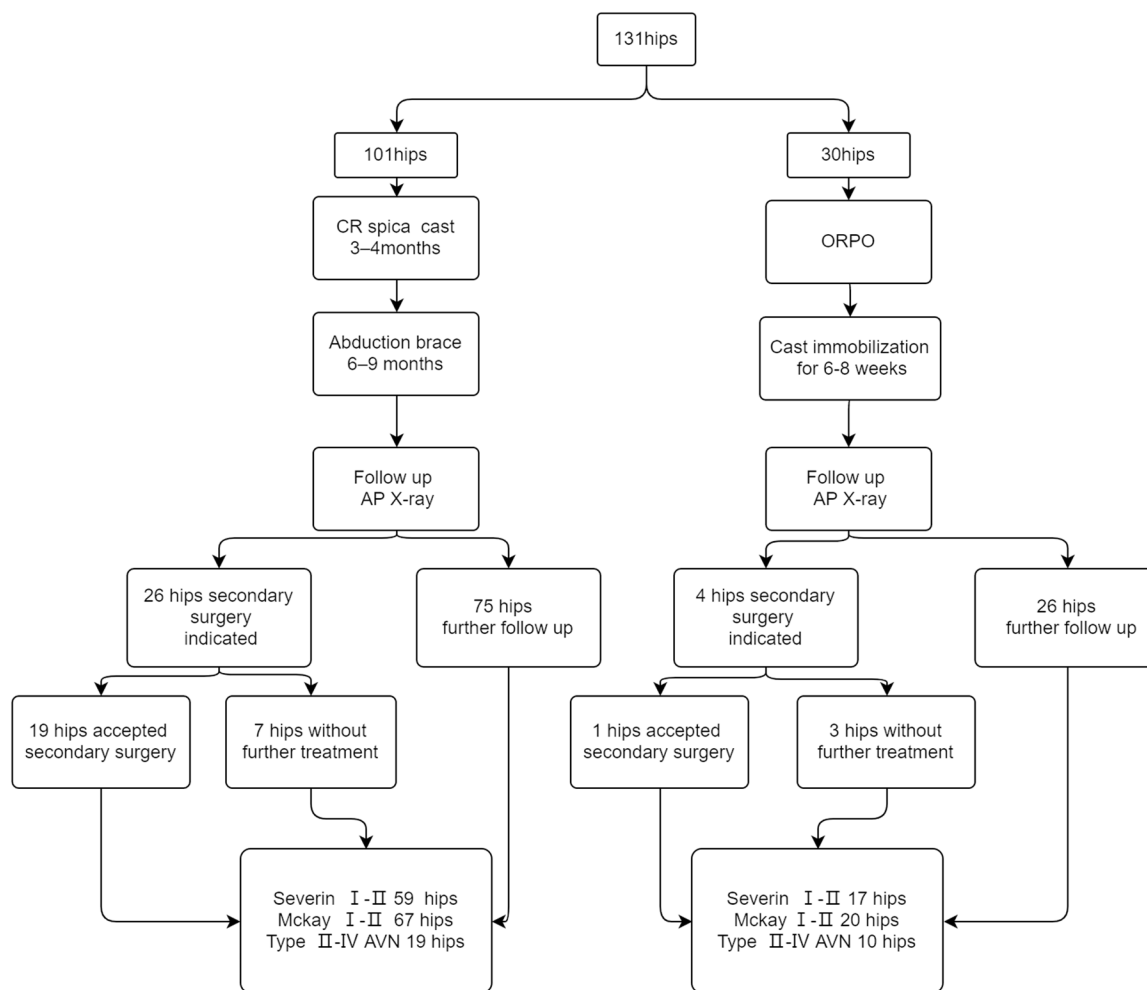 131hips
101hips
30hips
CR spica  cast
3–4months
ORPO
Abduction brace
6–9 months
Cast immobilization
for 6-8 weeks
Follow up
AP X-ray
Follow up
AP X-ray
26 hips secondary
surgery
indicated
75 hips
further follow up
4 hips secondary
surgery
indicated
26 hips
further follow up
19 hips accepted
secondary surgery
7 hips without
further treatment
1 hips accepted
secondary surgery
3 hips without
further treatment
Severin Ⅰ-Ⅱ 59 hips
Mckay Ⅰ-Ⅱ 67 hips
Type Ⅱ-Ⅳ AVN 19 hips
Severin Ⅰ-Ⅱ 17 hips
Mckay Ⅰ-Ⅱ 20 hips
Type Ⅱ-Ⅳ AVN 10 hips